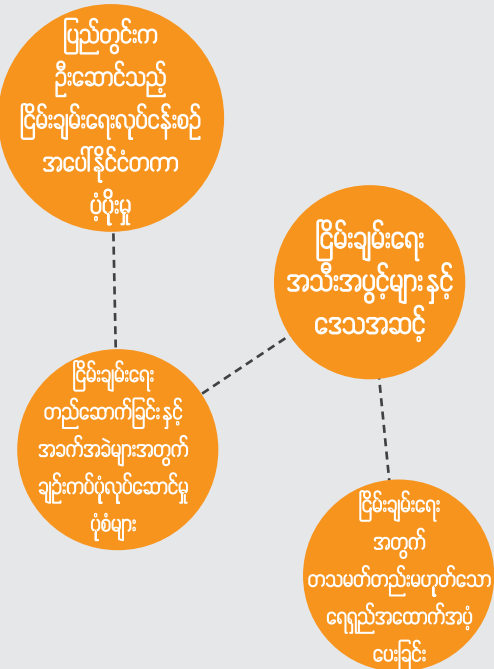 ပြည်တွင်းက
ဦးဆောင်သည့်
ငြိမ်းချမ်းရေးလုပ်ငန်းစဉ်
အပေါ်နိုင်ငံတကာ
ပံ့ပိုးမှု
ငြိမ်းချမ်းရေး
အသီးအပွင့်များနှင့်
ဒေသအဆင့်
ငြိမ်းချမ်းရေး
တည်ဆောက်ခြင်းနှင့်
အခက်အခဲများအတွက်
ချဉ်းကပ်ပုံလုပ်ဆောင်မှု
ပုံစံများ
ငြိမ်းချမ်းရေး
အတွက်
တသမတ်တည်းမဟုတ်သော
ရေရှည်အထောက်အပံ့
ပေးခြင်း